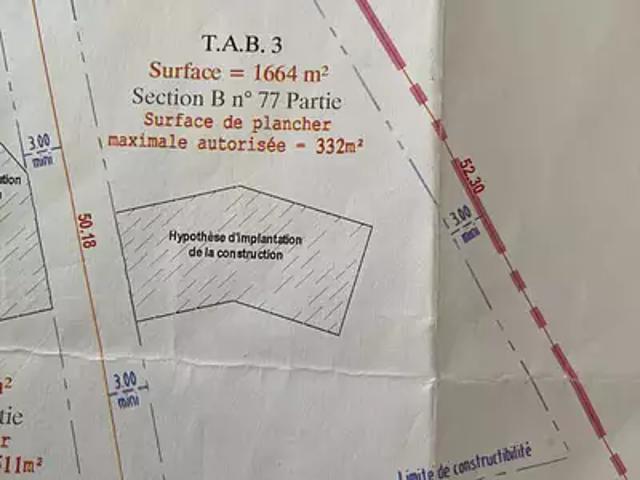 T.A.B. 3
Surface = 1664 m²
Section B n° 77 Partie
Surface de plancher
maximale autorisée = 332m²
3.00
mini
50.18
52.30
3.00
mini
Hypothèse d'implantation
de la construction
3.00
mini
tie
r
11m²
Limite de constructibilité